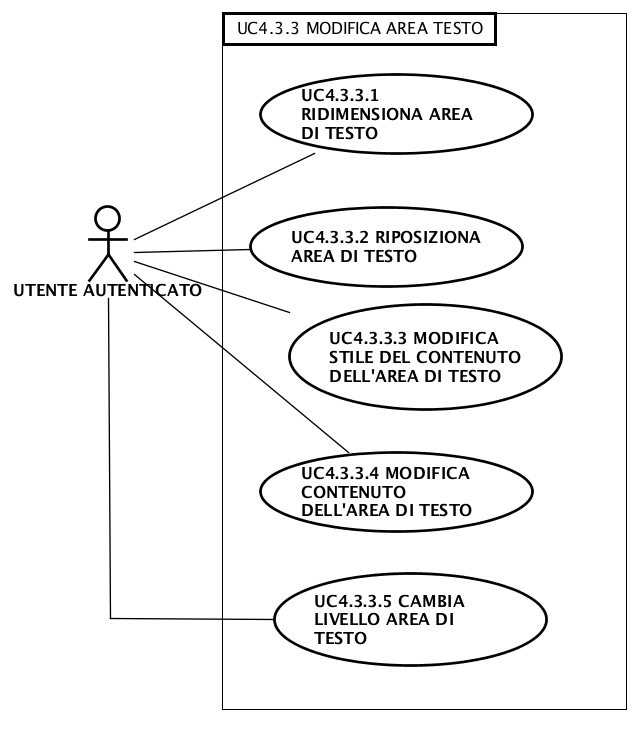 UC4.3.3 MODIFICA AREA TESTO
UC4.3.3.1
RIDIMENSIONA AREA
DI TESTO
UC4.3.3.2 RIPOSIZIONA
AREA DI TESTO
UTENTE AUTENTICATO
UC4.3.3.3 MODIFICA
STILE DEL CONTENUTO
DELL'AREA DI TESTO
UC4.3.3.4 MODIFICA
CONTENUTO
DELL'AREA DI TESTO
UC4.3.3.5 CAMBIA
LIVELLO AREA DI
TESTO